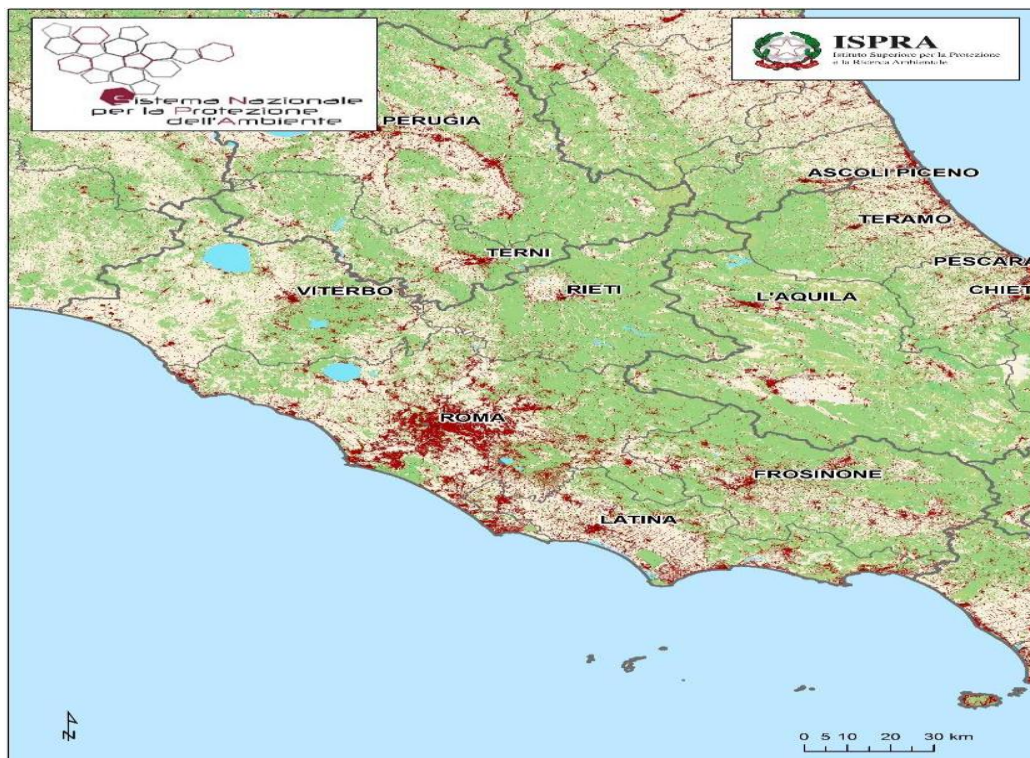 Sistema Nazionale
per la Protezione
dell'Ambiente
ISPRA
Istituto Superiore per la Protezione
e la Ricerca Ambientale
PERUGIA
ASCOLI PICENO
TERAMO
TERNI
PESCARA
VITERBO
RIETI
L'AQUILA
CHIETI
ROMA
FROSINONE
LATINA
N
0 5 10 20 30 km